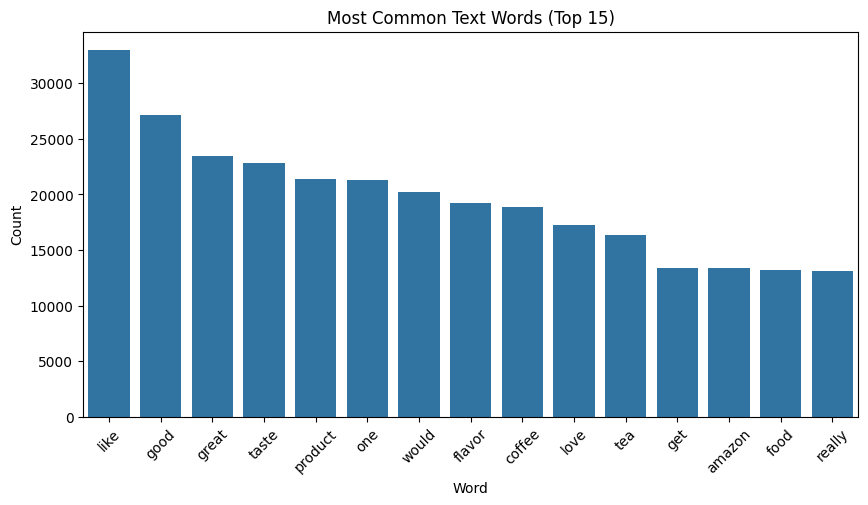 Most Common Text Words (Top 15)
30000
25000
20000
15000
10000
5000
0
Count
like good great taste product one would flavor coffee love tea get amazon food really
Word